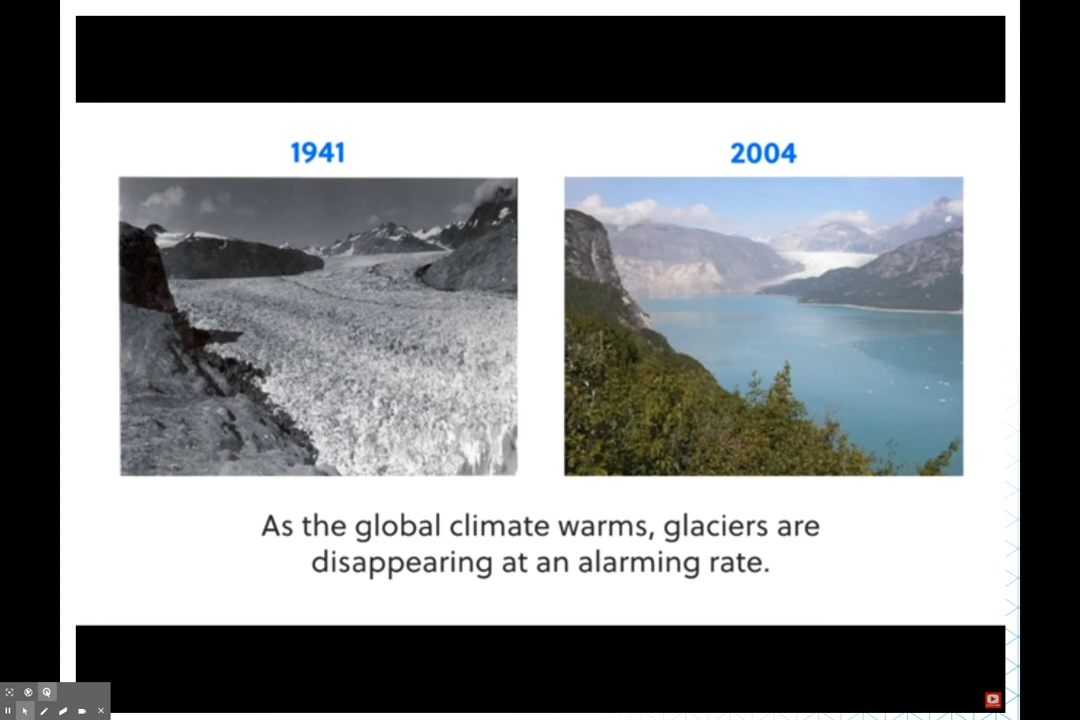 1941
2004
As the global climate warms, glaciers are
disappearing at an alarming rate.